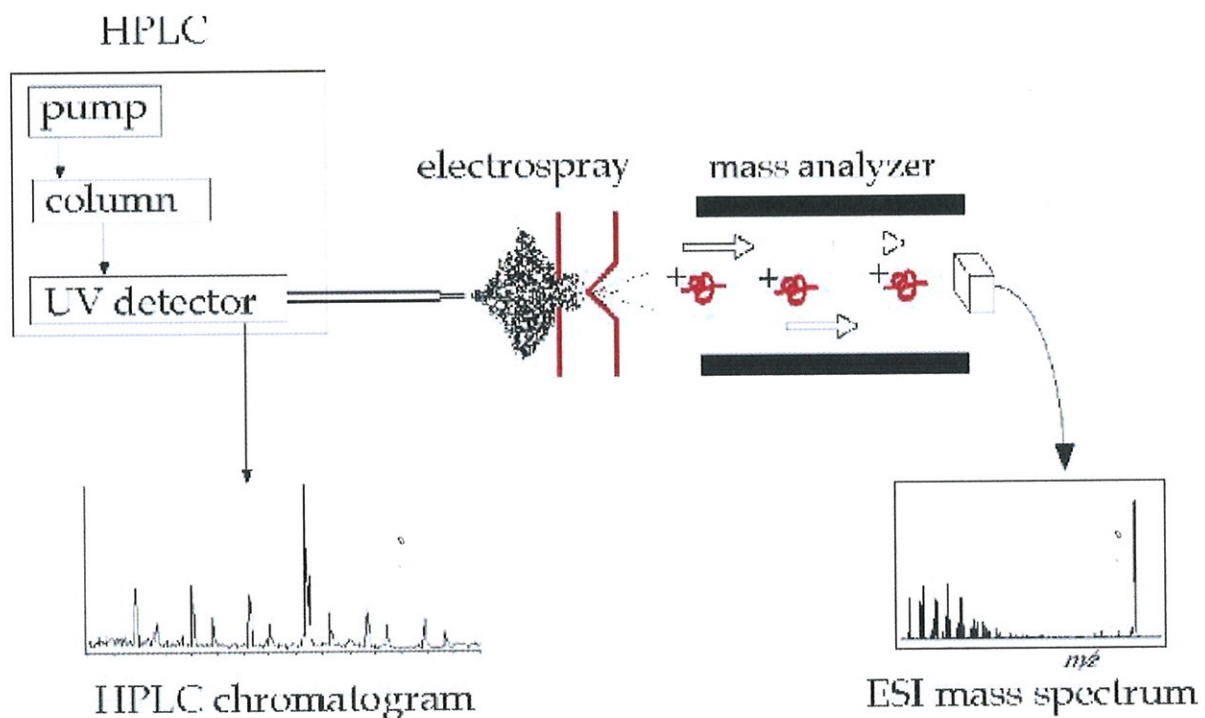 HPLC
pump
column
UV detector
electrospray
mass analyzer
+
+
+
HPLC chromatogram
m/z
ESI mass spectrum